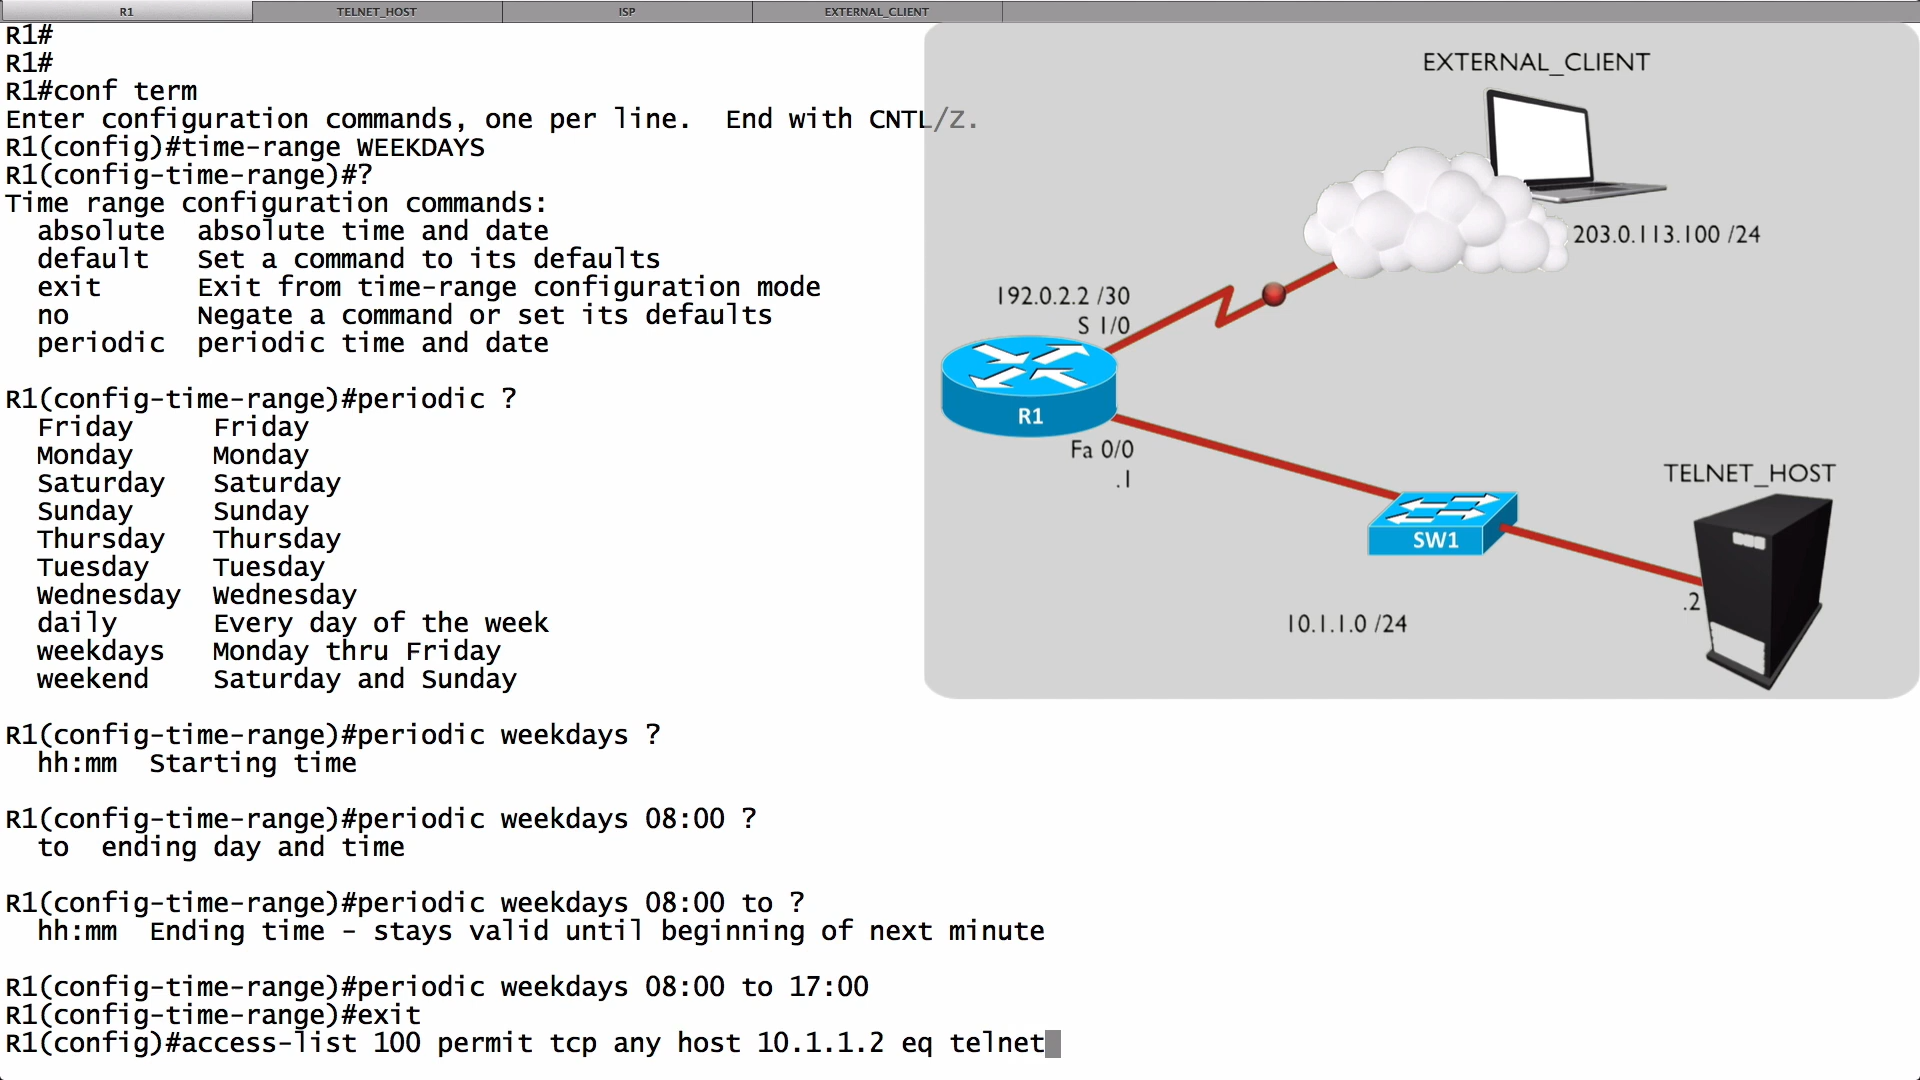 R1
TELNET_HOST
ISP
EXTERNAL_CLIENT
R1#
R1#
R1#conf term
Enter configuration commands, one per line.  End with CNTL/Z.
R1(config)#time-range WEEKDAYS
R1(config-time-range)#?
Time range configuration commands:
  absolute  absolute time and date
  default   Set a command to its defaults
  exit      Exit from time-range configuration mode
  no        Negate a command or set its defaults
  periodic  periodic time and date
R1(config-time-range)#periodic ?
  Friday     Friday
  Monday     Monday
  Saturday   Saturday
  Sunday     Sunday
  Thursday   Thursday
  Tuesday    Tuesday
  Wednesday  Wednesday
  daily      Every day of the week
  weekdays   Monday thru Friday
  weekend    Saturday and Sunday
R1(config-time-range)#periodic weekdays ?
  hh:mm  Starting time
R1(config-time-range)#periodic weekdays 08:00 ?
  to  ending day and time
R1(config-time-range)#periodic weekdays 08:00 to ?
  hh:mm  Ending time - stays valid until beginning of next minute
R1(config-time-range)#periodic weekdays 08:00 to 17:00
R1(config-time-range)#exit
R1(config)#access-list 100 permit tcp any host 10.1.1.2 eq telnet
EXTERNAL_CLIENT
203.0.113.100 /24
192.0.2.2 /30
S 1/0
R1
Fa 0/0
.1
TELNET_HOST
SW1
.2
10.1.1.0 /24